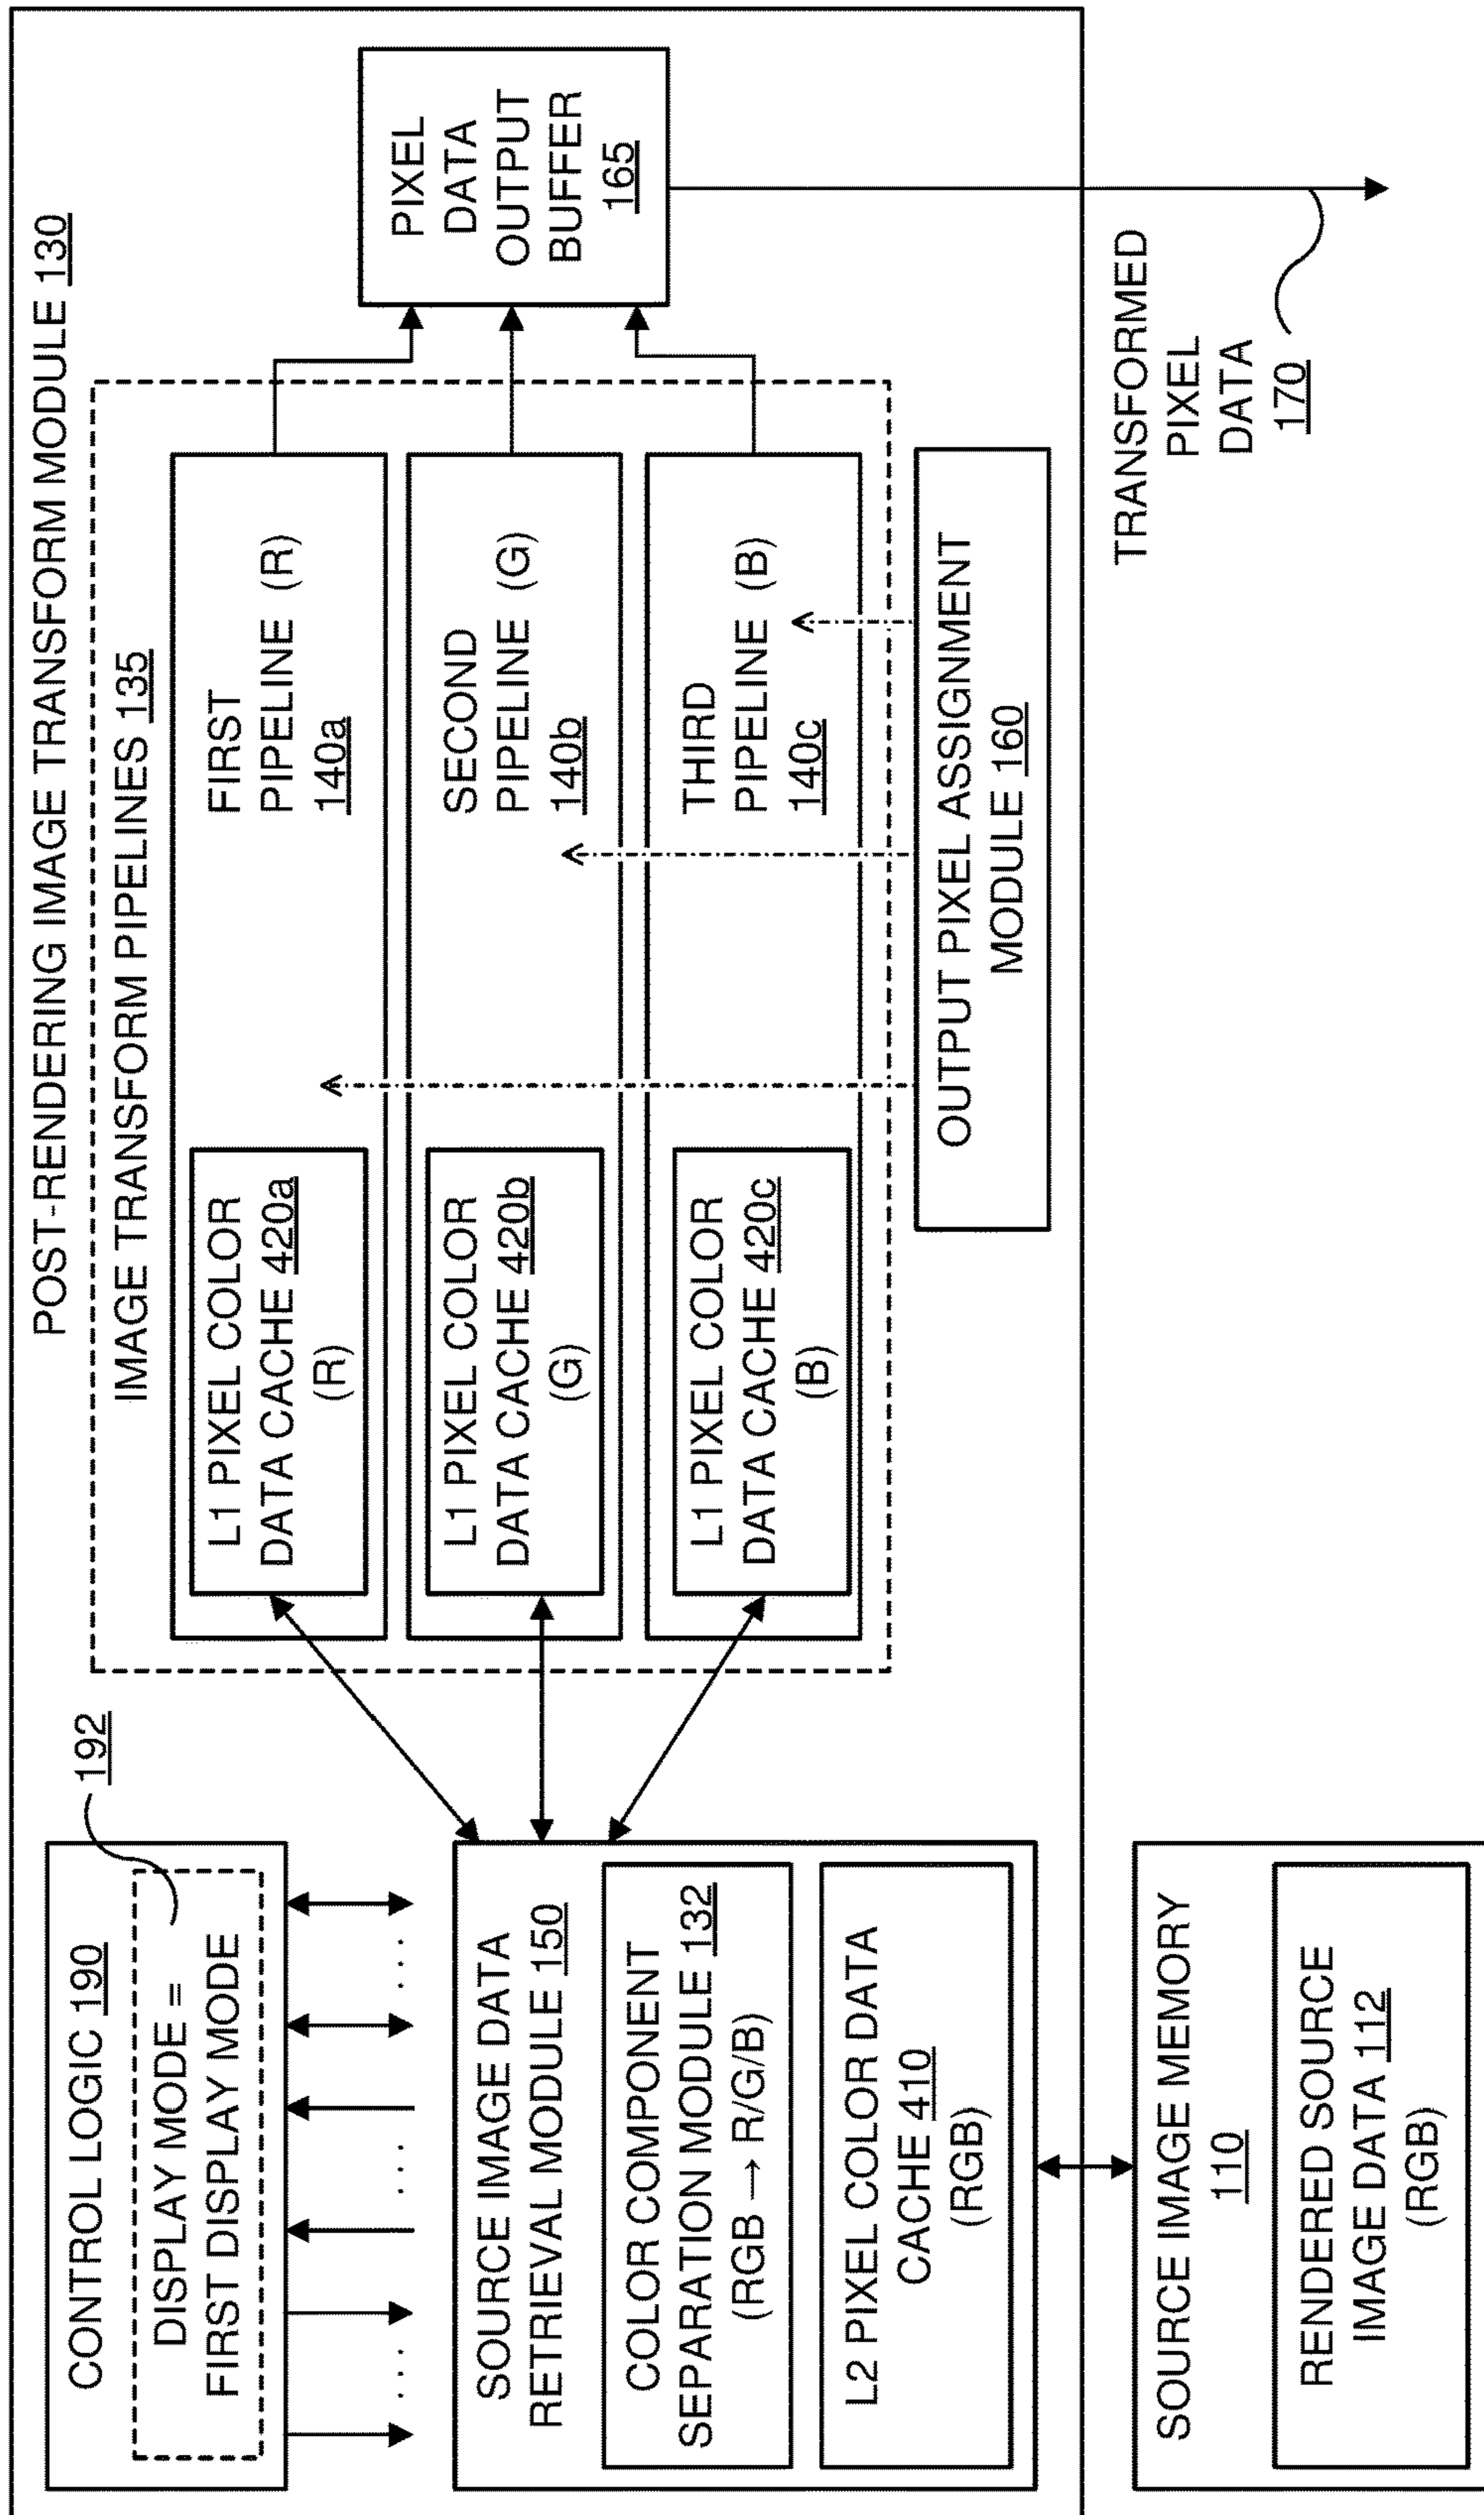 POST-RENDERING IMAGE TRANSFORM MODULE 130
CONTROL LOGIC 190
DISPLAY MODE =
FIRST DISPLAY MODE
192
SOURCE IMAGE DATA
RETRIEVAL MODULE 150
COLOR COMPONENT
SEPARATION MODULE 132
(RGB → R/G/B)
L2 PIXEL COLOR DATA
CACHE 410
(RGB)
SOURCE IMAGE MEMORY
110
RENDERED SOURCE
IMAGE DATA 112
(RGB)
IMAGE TRANSFORM PIPELINES 135
L1 PIXEL COLOR
DATA CACHE 420a
(R)
FIRST
PIPELINE (R)
140a
L1 PIXEL COLOR
DATA CACHE 420b
(G)
SECOND
PIPELINE (G)
140b
L1 PIXEL COLOR
DATA CACHE 420c
(B)
THIRD
PIPELINE (B)
140c
OUTPUT PIXEL ASSIGNMENT
MODULE 160
PIXEL
DATA
OUTPUT
BUFFER
165
TRANSFORMED
PIXEL
DATA
170